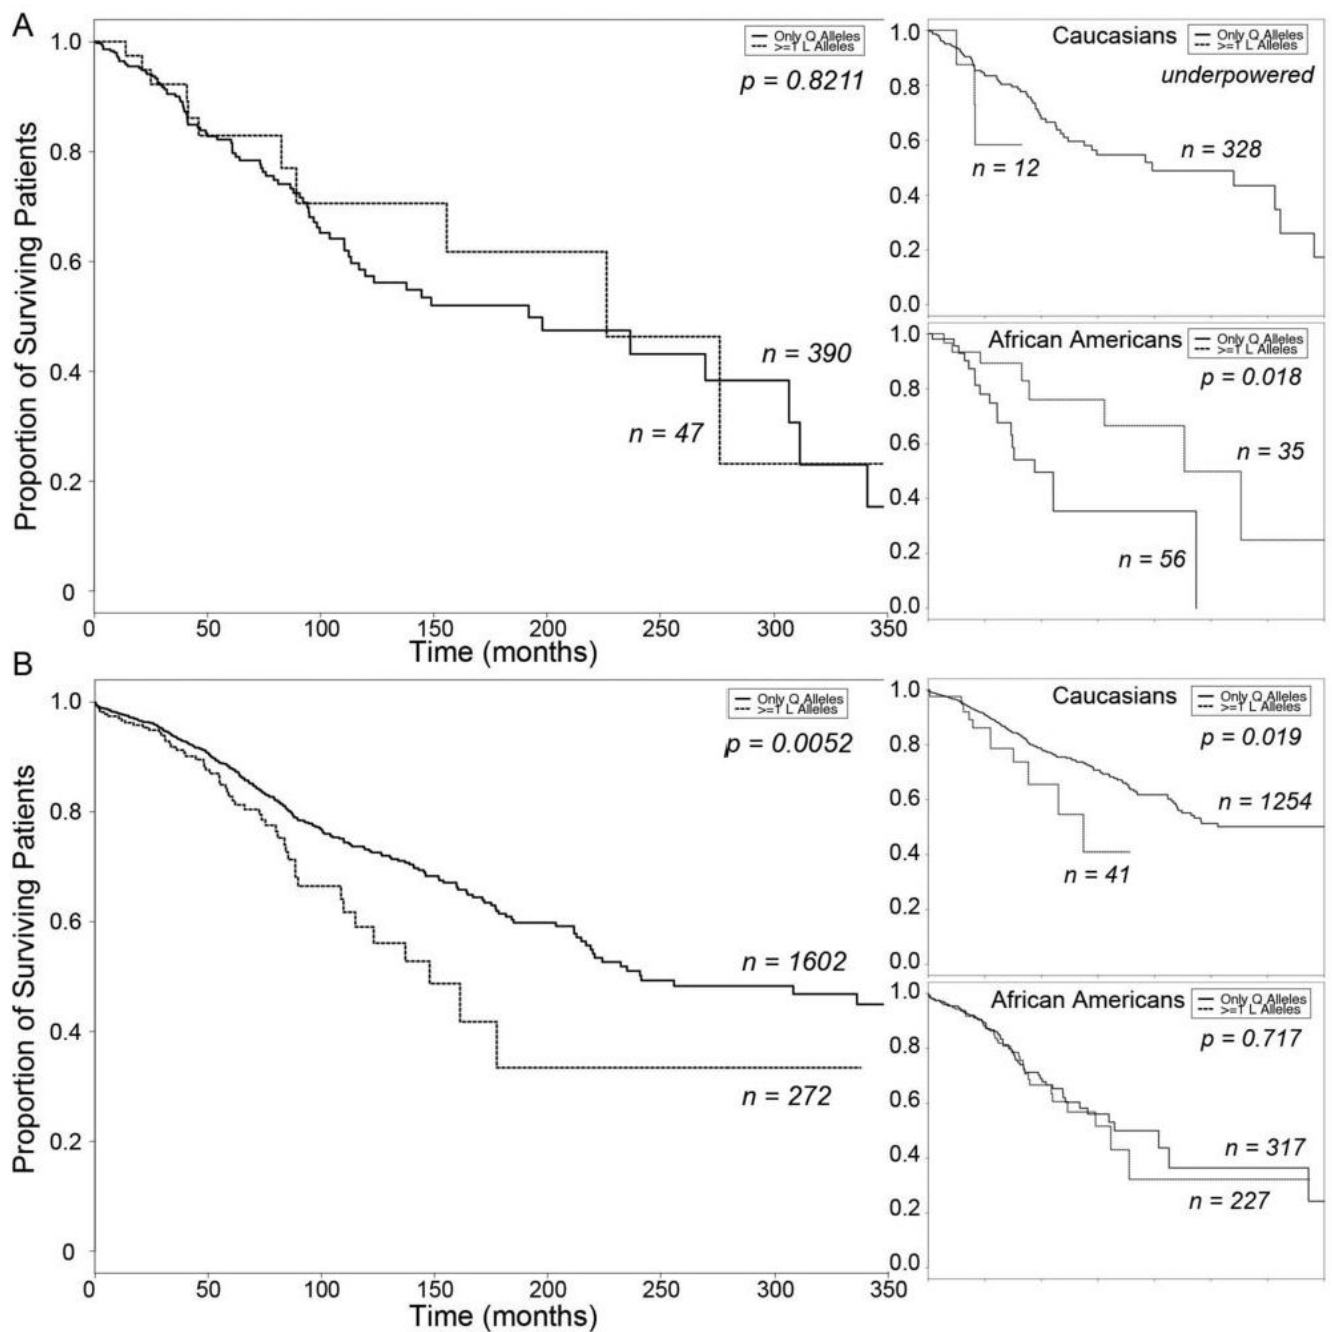 A
Only Q Alleles
>=1 L Alleles
p = 0.8211
1.0
0.8
0.6
0.4
0.2
0
Proportion of Surviving Patients
n = 390
n = 47
0 50 100 150 200 250 300 350
Time (months)
Caucasians
Only Q Alleles
>=1 L Alleles
underpowered
1.0
0.8
0.6
0.4
0.2
0.0
n = 328
n = 12
African Americans
Only Q Alleles
>=1 L Alleles
p = 0.018
1.0
0.8
0.6
0.4
0.2
0.0
n = 35
n = 56
B
Only Q Alleles
>=1 L Alleles
p = 0.0052
1.0
0.8
0.6
0.4
0.2
0
Proportion of Surviving Patients
n = 1602
n = 272
0 50 100 150 200 250 300 350
Time (months)
Caucasians
Only Q Alleles
>=1 L Alleles
p = 0.019
1.0
0.8
0.6
0.4
0.2
0.0
n = 1254
n = 41
African Americans
Only Q Alleles
>=1 L Alleles
p = 0.717
1.0
0.8
0.6
0.4
0.2
0.0
n = 317
n = 227